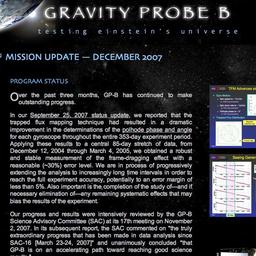 GRAVITY PROBE B
testing einstein's universe
MISSION UPDATE — DECEMBER 2007
PROGRAM STATUS
Over the past three months, GP-B has continued to make
outstanding progress.
In our September 25, 2007 status update, we reported that the
trapped flux mapping technique had resulted in a dramatic
improvement in the determinations of the polhode phase and angle
for each gyroscope throughout the entire 353-day experiment period.
Applying these results to a central 85-day stretch of data, from
December 12, 2004 through March 4, 2005, we obtained a robust
and stable measurement of the frame-dragging effect with a
reasonable (~30%) error level. We are in process of progressively
extending the analysis to increasingly long time intervals in order to
reach the full experiment accuracy, potentially to an error margin of
less than 5%. Also important is the completion of the study of—and if
necessary elimination of—any remaining systematic effects that may
bias the results of the experiment.
Our progress and results were intensively reviewed by the GP-B
Science Advisory Committee (SAC) at its 17th meeting on November
2, 2007. In its subsequent report, the SAC commented on "the truly
extraordinary progress that has been made in data analysis since
SAC-16 [March 23-24, 2007]" and unanimously concluded "that
GP-B is on an accelerating path toward reaching good science